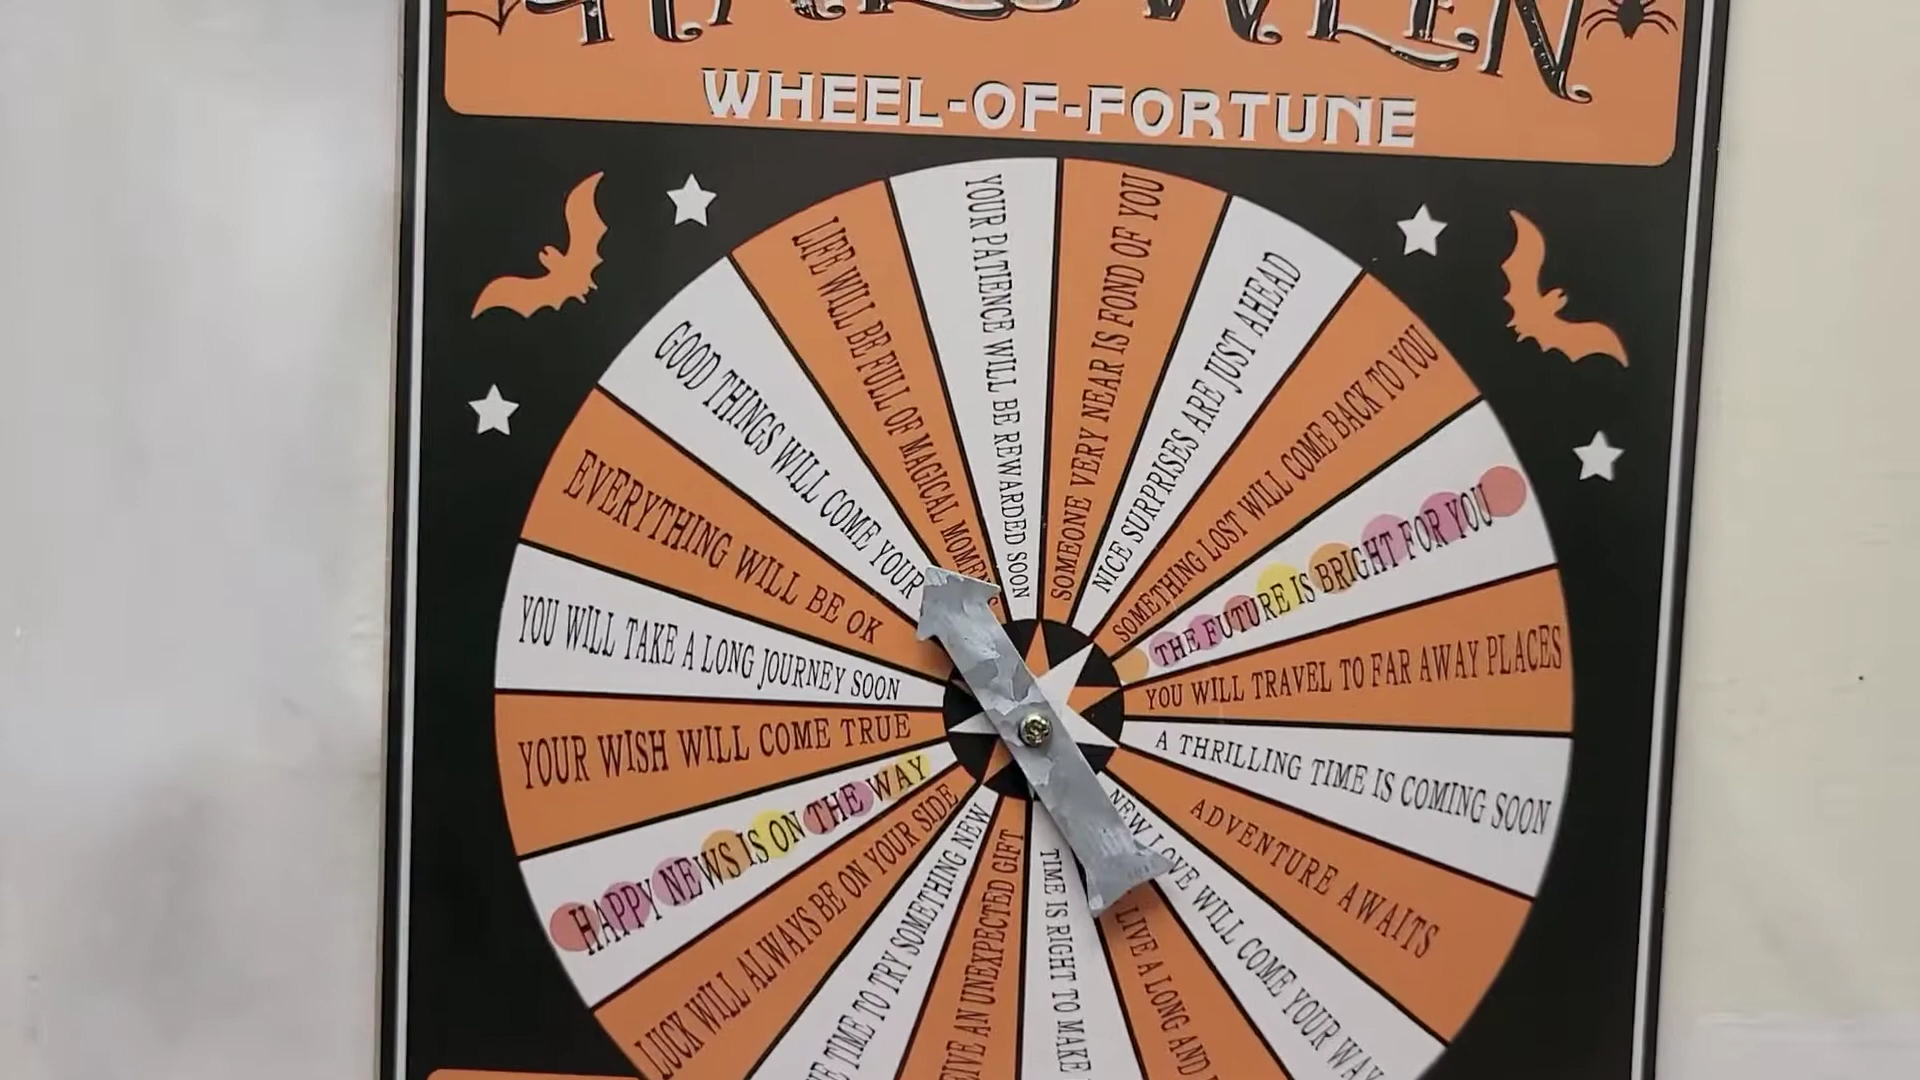 HALLOWEEN
WHEEL-OF-FORTUNE
YOUR PATIENCE WILL BE REWARDED SOON
SOMEONE VERY NEAR IS FOND OF YOU
NICE SURPRISES ARE JUST AHEAD
SOMETHING LOST WILL COME BACK TO YOU
THE FUTURE IS BRIGHT FOR YOU
YOU WILL TRAVEL TO FAR AWAY PLACES
A THRILLING TIME IS COMING SOON
ADVENTURE AWAITS
NEW LOVE WILL COME YOUR WAY
LIVE A LONG AND
TIME IS RIGHT TO MAKE
AN UNEXPECTED GIFT
TIME TO TRY SOMETHING NEW
LUCK WILL ALWAYS BE ON YOUR SIDE
HAPPY NEWS IS ON THE WAY
YOUR WISH WILL COME TRUE
YOU WILL TAKE A LONG JOURNEY SOON
EVERYTHING WILL BE OK
GOOD THINGS WILL COME YOUR
LIFE WILL BE FULL OF MAGICAL MOMENTS